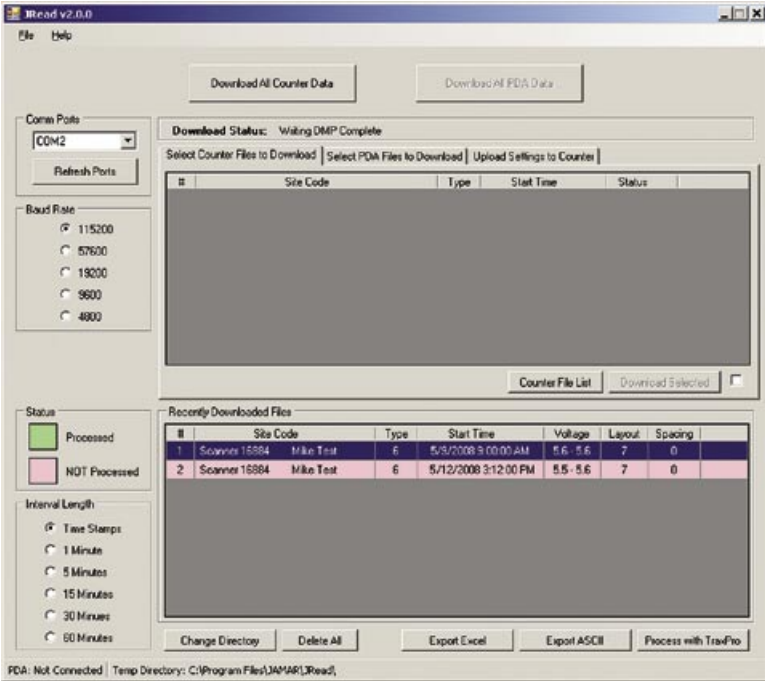 JRead v2.0.0
File Help
Download All Counter Data
Download All PDA Data
Comm Ports
COM2
Refresh Ports
Download Status: Writing DMP Complete
Select Counter Files to Download Select PDA Files to Download Upload Settings to Counter
# Site Code Type Start Time Status
Baud Rate
115200
57600
19200
9600
4800
Counter File List Download Selected
Status
Processed
NOT Processed
Recently Downloaded Files
# Site Code Type Start Time Voltage Layout Spacing
1 Scanner 16884 Mike Test 6 5/9/2008 9:00:00 AM 5.6 - 5.6 7 0
2 Scanner 16884 Mike Test 6 5/12/2008 3:12:00 PM 5.5 - 5.6 7 0
Interval Length
Time Stamps
1 Minute
5 Minutes
15 Minutes
30 Minues
60 Minutes
Change Directory Delete All Export Excel Export ASCII Process with TraxPro
PDA: Not Connected Temp Directory: C:\Program Files\JAMAR\JRead\,